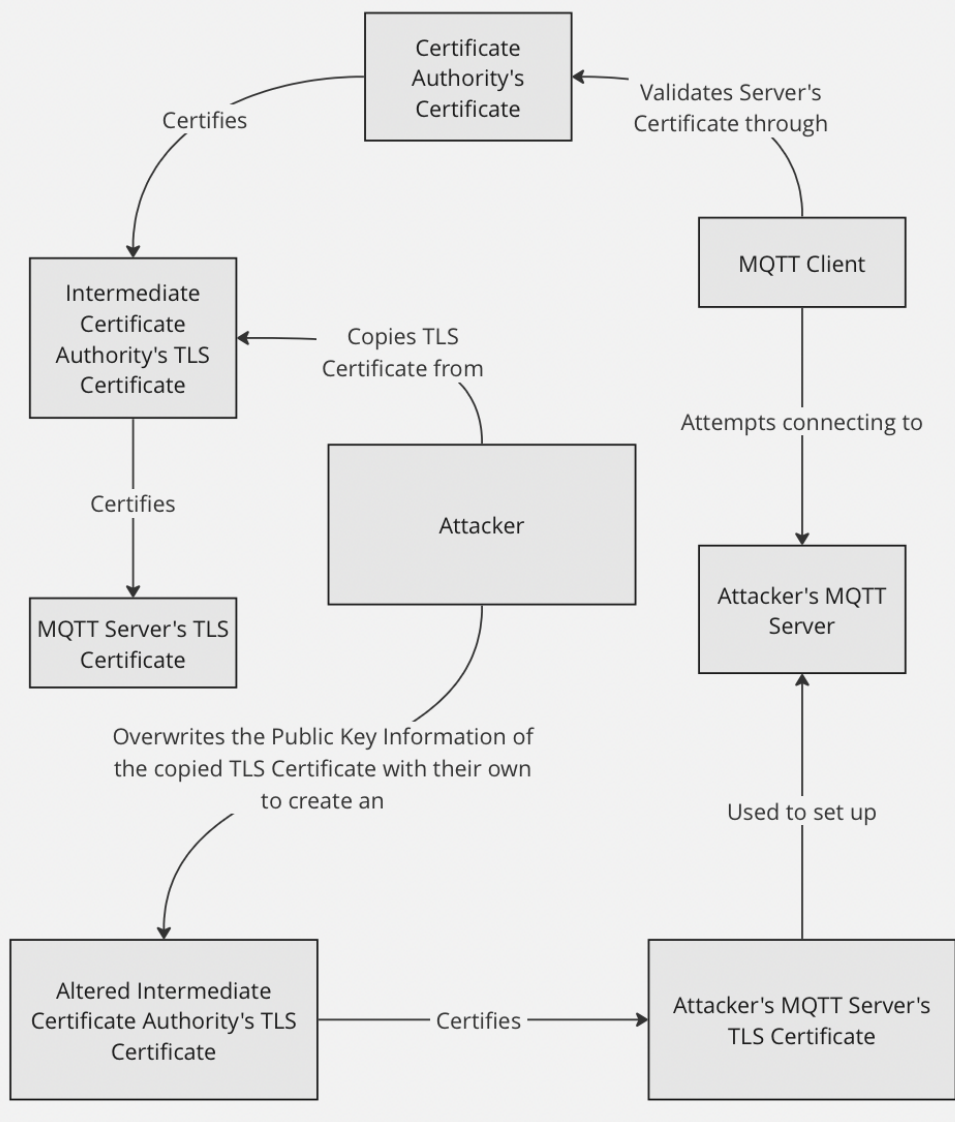 Certificate
Authority's
Certificate
Validates Server's
Certificate through
Certifies
MQTT Client
Intermediate
Certificate
Authority's TLS
Certificate
Copies TLS
Certificate from
Attempts connecting to
Certifies
Attacker
Attacker's MQTT
Server
MQTT Server's TLS
Certificate
Overwrites the Public Key Information of
the copied TLS Certificate with their own
to create an
Used to set up
Altered Intermediate
Certificate Authority's TLS
Certificate
Certifies
Attacker's MQTT Server's
TLS Certificate